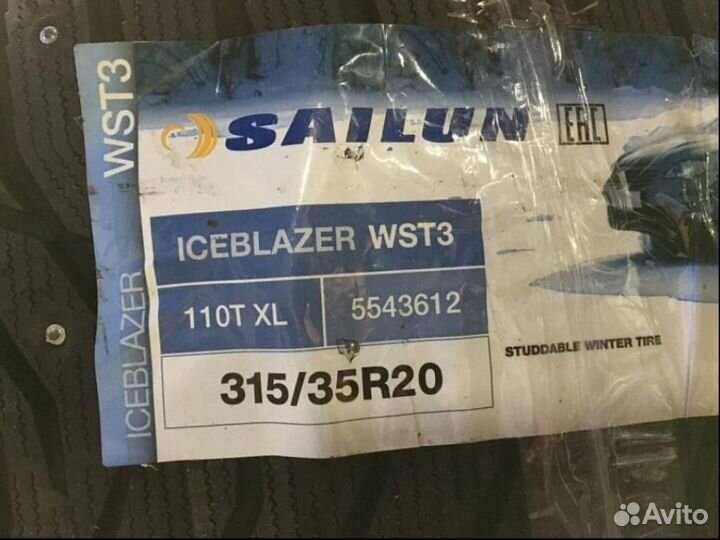 ICEBLAZER WST3
SAILUN
EAC
ICEBLAZER WST3
110T XL
5543612
315/35R20
STUDDABLE WINTER TIRE
Avito